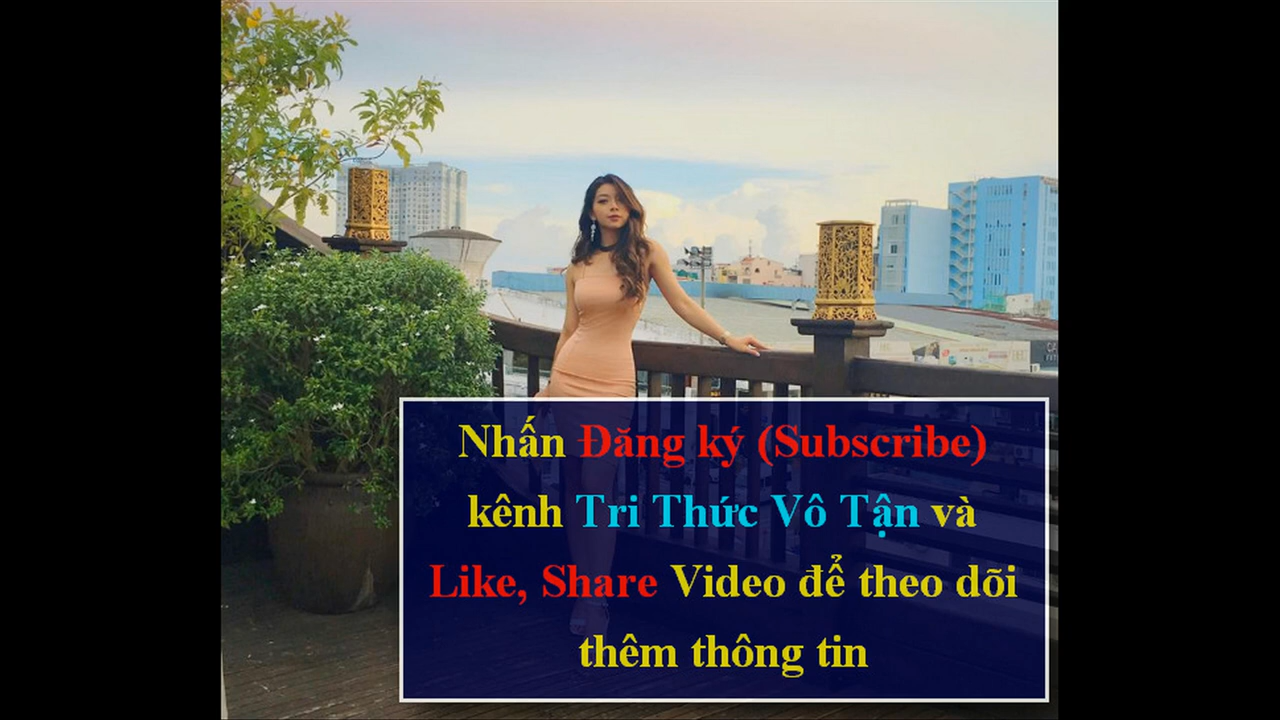 Nhấn Đăng ký (Subscribe)
kênh Tri Thức Vô Tận và
Like, Share Video để theo dõi
thêm thông tin